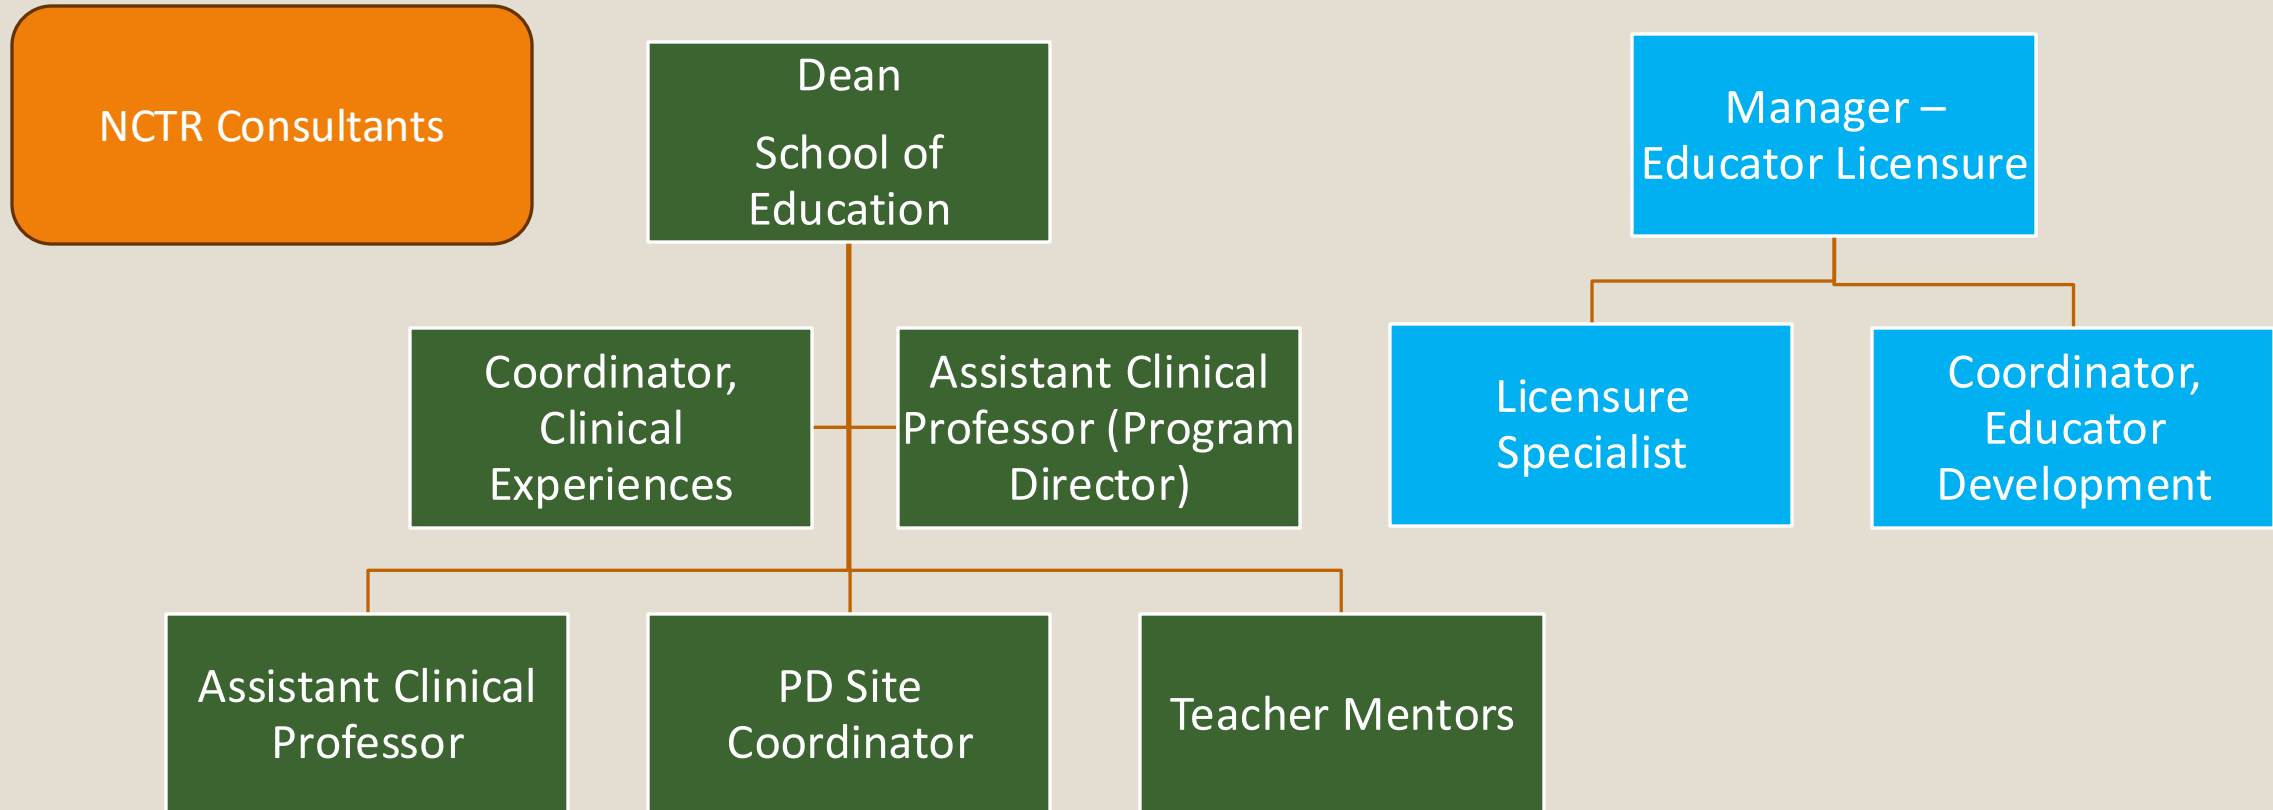 NCTR Consultants
Dean
School of
Education
Manager –
Educator Licensure
Coordinator,
Clinical
Experiences
Assistant Clinical
Professor (Program
Director)
Licensure
Specialist
Coordinator,
Educator
Development
Assistant Clinical
Professor
PD Site
Coordinator
Teacher Mentors